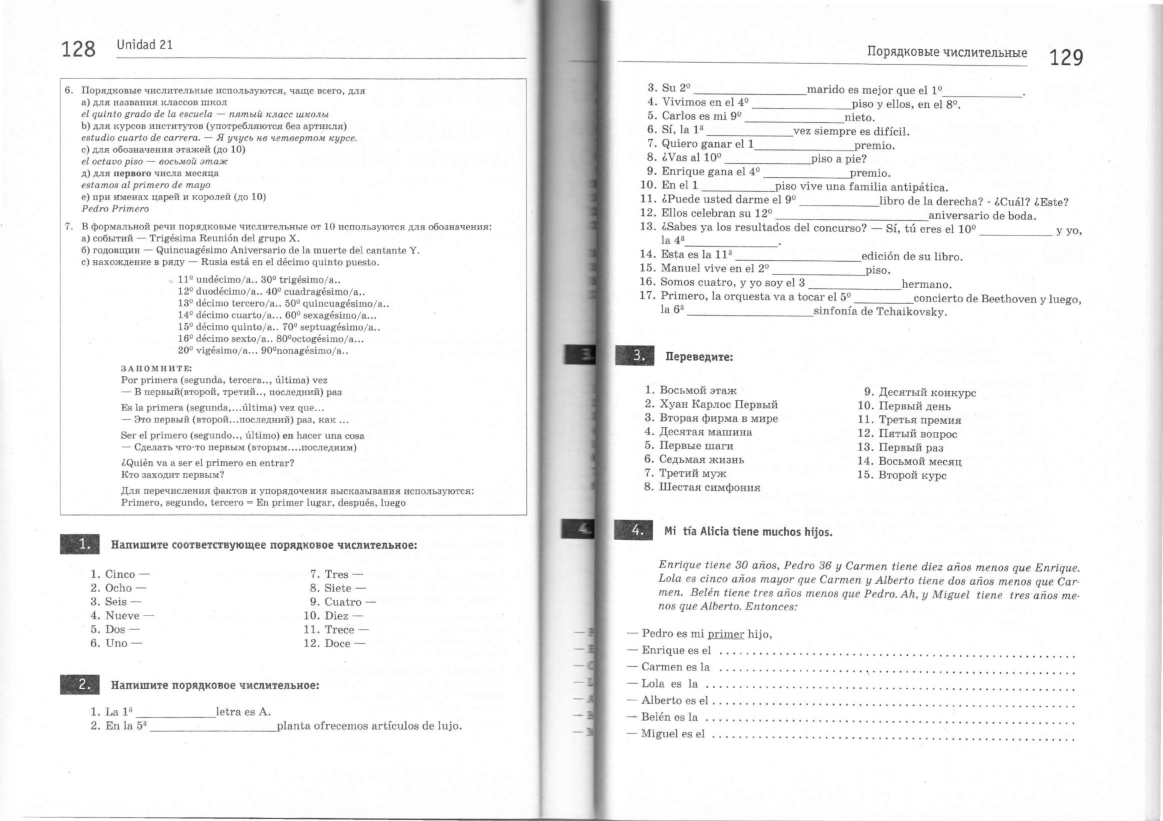 128 Unidad 21
6. Порядковые числительные используются, чаще всего, для
а) для названия классов школ
el quinto grado de la escuela — пятый класс школы
b) для курсов институтов (употребляются без артикля)
estudio cuarto de carrera. — Я учусь на четвертом курсе.
с) для обозначения этажей (до 10)
el octavo piso — восьмой этаж
д) для первого числа месяца
estamos al primero de mayo
е) при именах царей и королей (до 10)
Pedro Primero
7. В формальной речи порядковые числительные от 10 используются для обозначения:
а) событий — Trigésima Reunión del grupo X.
б) годовщин — Quincuagésimo Aniversario de la muerte del cantante Y.
с) нахождение в ряду — Rusia está en el décimo quinto puesto.
11º undécimo/a.. 30º trigésimo/a..
12º duodécimo/a.. 40º cuadragésimo/a..
13º décimo tercero/a.. 50º quincuagésimo/a..
14º décimo cuarto/a... 60º sexagésimo/a...
15º décimo quinto/a.. 70º septuagésimo/a..
16º décimo sexto/a.. 80ºoctogésimo/a...
20º vigésimo/a... 90ºnonagésimo/a..
ЗАПОМНИТЕ:
Por primera (segunda, tercera.., última) vez
— В первый(второй, третий.., последний) раз
Es la primera (segunda,...última) vez que...
— Это первый (второй...последний) раз, как ...
Ser el primero (segundo.., último) en hacer una cosa
— Сделать что-то первым (вторым....последним)
¿Quién va a ser el primero en entrar?
Кто заходит первым?
Для перечисления фактов и упорядочения высказывания используются:
Primero, segundo, tercero = En primer lugar, después, luego
1. Напишите соответствующее порядковое числительное:
1. Cinco —
2. Ocho —
3. Seis —
4. Nueve —
5. Dos —
6. Uno —
7. Tres —
8. Siete —
9. Cuatro —
10. Diez —
11. Trece —
12. Doce —
2. Напишите порядковое числительное:
1. La 1ª ____________letra es A.
2. En la 5ª ____________________planta ofrecemos artículos de lujo.
Порядковые числительные 129
3. Su 2º _________________marido es mejor que el 1º____________.
4. Vivimos en el 4º _______________piso y ellos, en el 8º.
5. Carlos es mi 9º _______________nieto.
6. Sí, la 1ª _____________vez siempre es difícil.
7. Quiero ganar el 1_______________premio.
8. ¿Vas al 10º _____________piso a pie?
9. Enrique gana el 4º _____________premio.
10. En el 1 ___________piso vive una familia antipática.
11. ¿Puede usted darme el 9º ____________libro de la derecha? - ¿Cuál? ¿Este?
12. Ellos celebran su 12º _______________________aniversario de boda.
13. ¿Sabes ya los resultados del concurso? — Sí, tú eres el 10º ___________ y yo,
la 4ª______________.
14. Esta es la 11ª ___________________edición de su libro.
15. Manuel vive en el 2º ______________piso.
16. Somos cuatro, y yo soy el 3 ______________hermano.
17. Primero, la orquesta va a tocar el 5º _________concierto de Beethoven y luego,
la 6ª ___________________sinfonía de Tchaikovsky.
3. Переведите:
1. Восьмой этаж
2. Хуан Карлос Первый
3. Вторая фирма в мире
4. Десятая машина
5. Первые шаги
6. Седьмая жизнь
7. Третий муж
8. Шестая симфония
9. Десятый конкурс
10. Первый день
11. Третья премия
12. Пятый вопрос
13. Первый раз
14. Восьмой месяц
15. Второй курс
4. Mi tía Alicia tiene muchos hijos.
Enrique tiene 30 años, Pedro 36 y Carmen tiene diez años menos que Enrique.
Lola es cinco años mayor que Carmen y Alberto tiene dos años menos que Car-
men. Belén tiene tres años menos que Pedro. Ah, y Miguel tiene tres años me-
nos que Alberto. Entonces:
— Pedro es mi primer hijo,
— Enrique es el ......................................................
— Carmen es la ......................................................
— Lola es la ......................................................
— Alberto es el ......................................................
— Belén es la ......................................................
— Miguel es el ......................................................